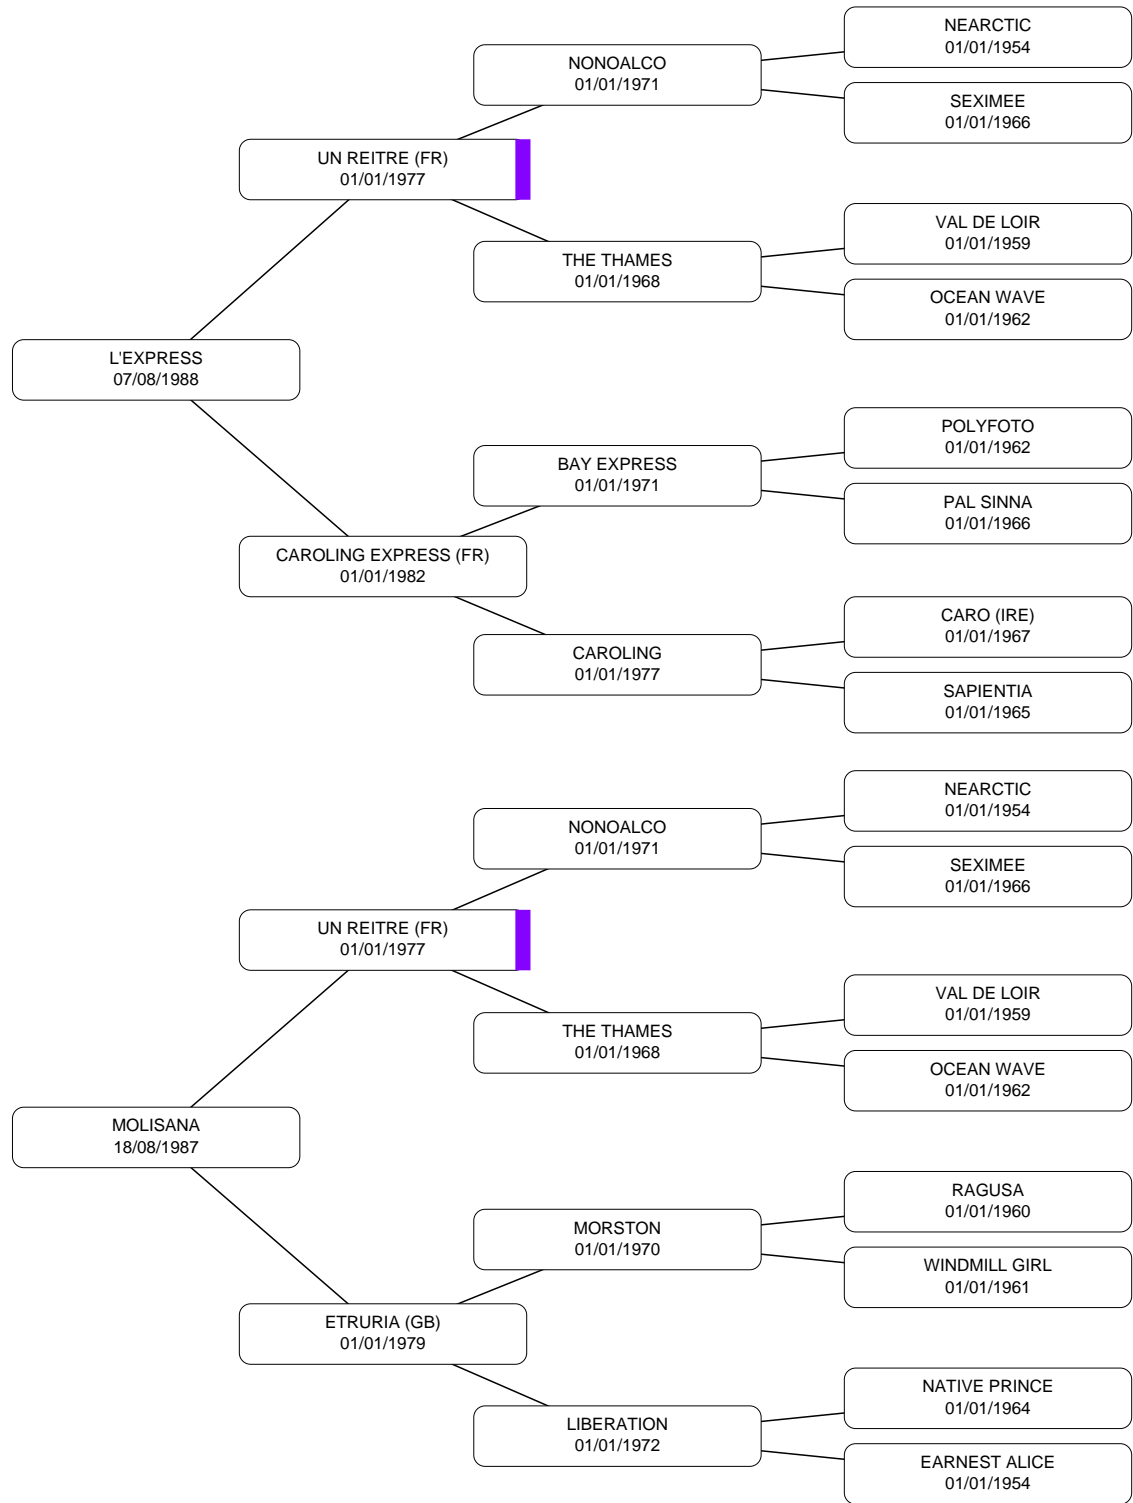 NEARCTIC
01/01/1954
NONOALCO
01/01/1971
SEXIMEE
01/01/1966
UN REITRE (FR)
01/01/1977
VAL DE LOIR
01/01/1959
THE THAMES
01/01/1968
OCEAN WAVE
01/01/1962
L'EXPRESS
07/08/1988
POLYFOTO
01/01/1962
BAY EXPRESS
01/01/1971
PAL SINNA
01/01/1966
CAROLING EXPRESS (FR)
01/01/1982
CARO (IRE)
01/01/1967
CAROLING
01/01/1977
SAPIENTIA
01/01/1965
NEARCTIC
01/01/1954
NONOALCO
01/01/1971
SEXIMEE
01/01/1966
UN REITRE (FR)
01/01/1977
VAL DE LOIR
01/01/1959
THE THAMES
01/01/1968
OCEAN WAVE
01/01/1962
MOLISANA
18/08/1987
RAGUSA
01/01/1960
MORSTON
01/01/1970
WINDMILL GIRL
01/01/1961
ETRURIA (GB)
01/01/1979
NATIVE PRINCE
01/01/1964
LIBERATION
01/01/1972
EARNEST ALICE
01/01/1954